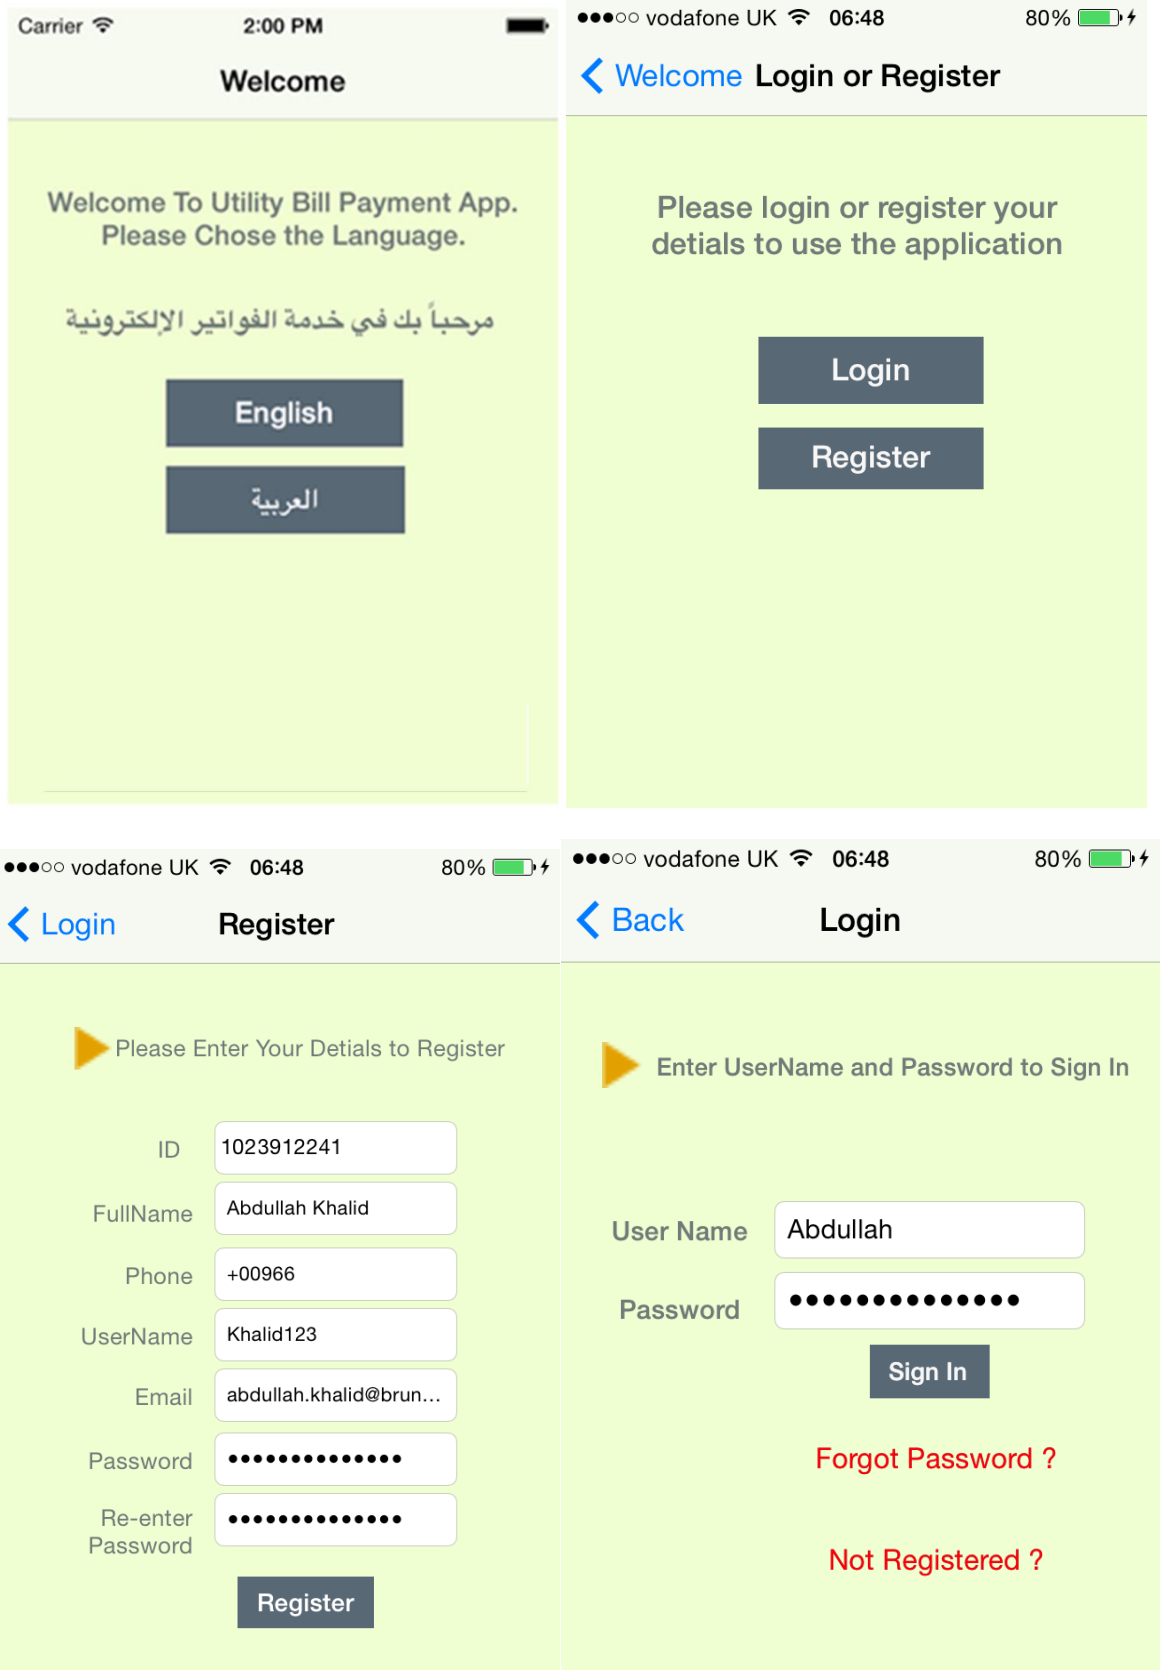 Carrier 2:00 PM
Welcome
Welcome To Utility Bill Payment App.
Please Chose the Language.
مرحباً بك في خدمة الفواتير الإلكترونية
English
العربية
vodafone UK 06:48 80%
Welcome Login or Register
Please login or register your
detials to use the application
Login
Register
vodafone UK 06:48 80%
Login Register
Please Enter Your Detials to Register
ID 1023912241
FullName Abdullah Khalid
Phone +00966
UserName Khalid123
Email abdullah.khalid@brun...
Password ••••••••••••••
Re-enter
Password ••••••••••••••
Register
vodafone UK 06:48 80%
Back Login
Enter UserName and Password to Sign In
User Name Abdullah
Password ••••••••••••••
Sign In
Forgot Password ?
Not Registered ?